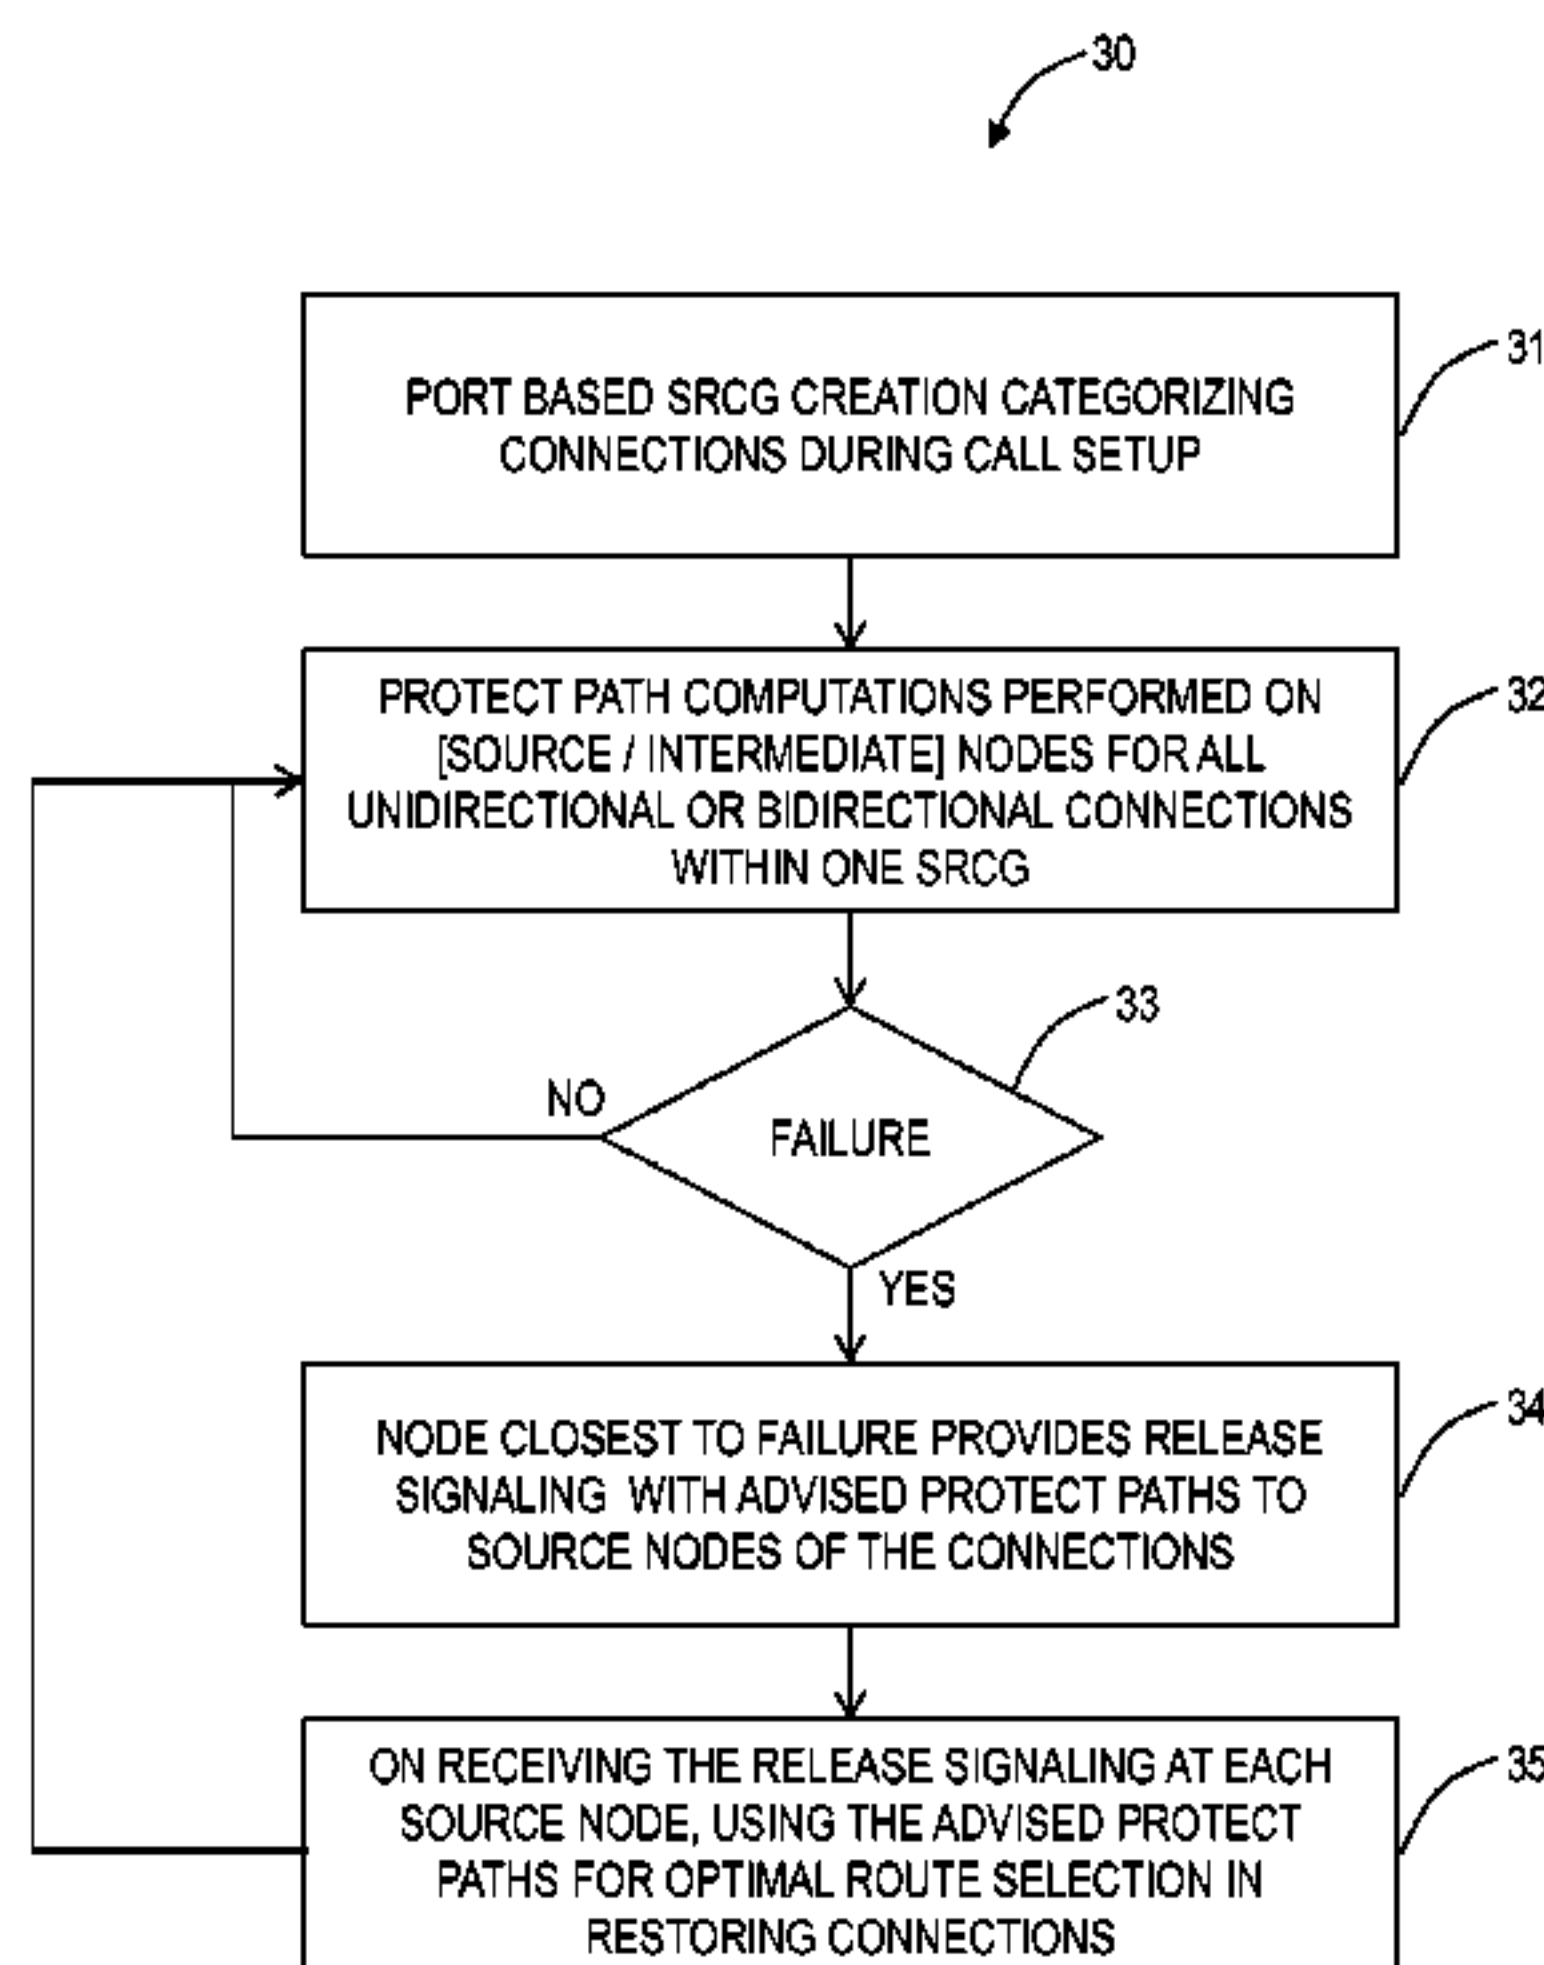 30
PORT BASED SRCG CREATION CATEGORIZING
CONNECTIONS DURING CALL SETUP
31
PROTECT PATH COMPUTATIONS PERFORMED ON
[SOURCE / INTERMEDIATE] NODES FOR ALL
UNIDIRECTIONAL OR BIDIRECTIONAL CONNECTIONS
WITHIN ONE SRCG
32
33
NO
FAILURE
YES
NODE CLOSEST TO FAILURE PROVIDES RELEASE
SIGNALING WITH ADVISED PROTECT PATHS TO
SOURCE NODES OF THE CONNECTIONS
34
ON RECEIVING THE RELEASE SIGNALING AT EACH
SOURCE NODE, USING THE ADVISED PROTECT
PATHS FOR OPTIMAL ROUTE SELECTION IN
RESTORING CONNECTIONS
35